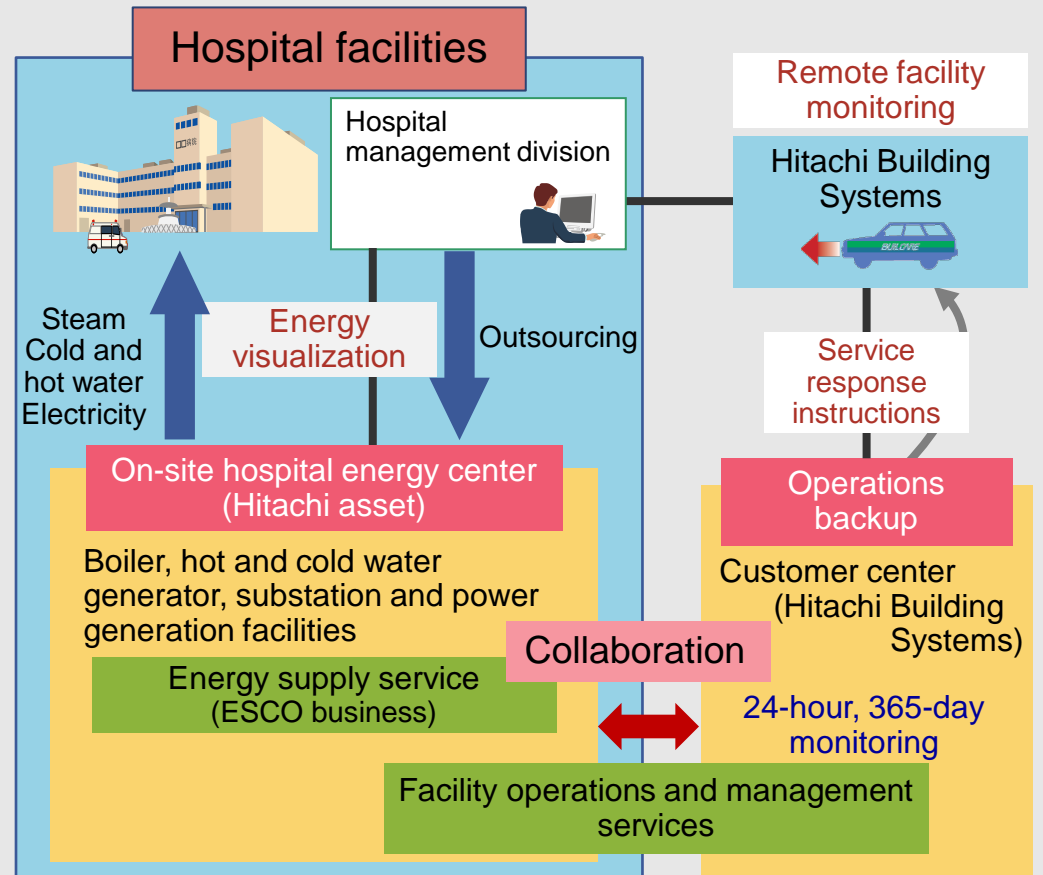 Hospital facilities
Remote facility
monitoring
Hospital
management division
Hitachi Building
Systems
BUILCARE
Steam
Cold and
hot water
Electricity
Energy
visualization
Outsourcing
Service
response
instructions
On-site hospital energy center
(Hitachi asset)
Operations
backup
Boiler, hot and cold water
generator, substation and power
generation facilities
Customer center
(Hitachi Building
Systems)
Collaboration
Energy supply service
(ESCO business)
24-hour, 365-day
monitoring
Facility operations and management
services